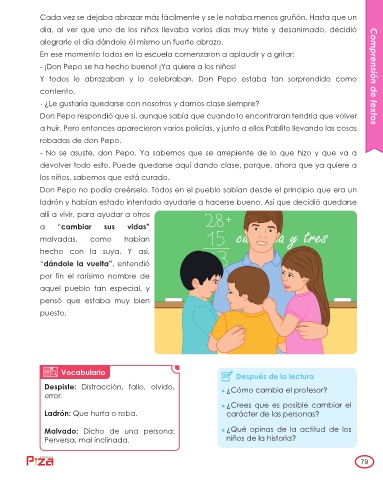 Cada vez se dejaba abrazar más fácilmente y se le notaba menos gruñón. Hasta que un
día, al ver que uno de los niños llevaba varios días muy triste y desanimado, decidió
alegrarle el día dándole él mismo un fuerte abrazo.
En ese momento todos en la escuela comenzaron a aplaudir y a gritar:
- ¡Don Pepo se ha hecho bueno! ¡Ya quiere a los niños!
Y todos le abrazaban y lo celebraban. Don Pepo estaba tan sorprendido como
contento.
- ¿Le gustaría quedarse con nosotros y darnos clase siempre?
Don Pepo respondió que sí, aunque sabía que cuando lo encontraran tendría que volver
a huir. Pero entonces aparecieron varios policías, y junto a ellos Pablito llevando las cosas
robadas de don Pepo.
- No se asuste, don Pepo. Ya sabemos que se arrepiente de lo que hizo y que va a
devolver todo esto. Puede quedarse aquí dando clase, porque, ahora que ya quiere a
los niños, sabemos que está curado.
Don Pepo no podía creérselo. Todos en el pueblo sabían desde el principio que era un
ladrón y habían estado intentado ayudarle a hacerse bueno. Así que decidió quedarse
allí a vivir, para ayudar a otros
a "cambiar sus vidas"
malvadas, como habían
hecho con la suya. Y así,
"dándole la vuelta", entendió
por fin el rarísimo nombre de
aquel pueblo tan especial, y
pensó que estaba muy bien
puesto.
28+
15
3
y tres
Comprensión de textos
Vocabulario
Despiste: Distracción, fallo, olvido,
error.
Ladrón: Que hurta o roba.
Malvado: Dicho de una persona:
Perversa, mal inclinada.
Después de la lectura
¿Cómo cambia el profesor?
¿Crees que es posible cambiar el
carácter de las personas?
¿Qué opinas de la actitud de los
niños de la historia?
79